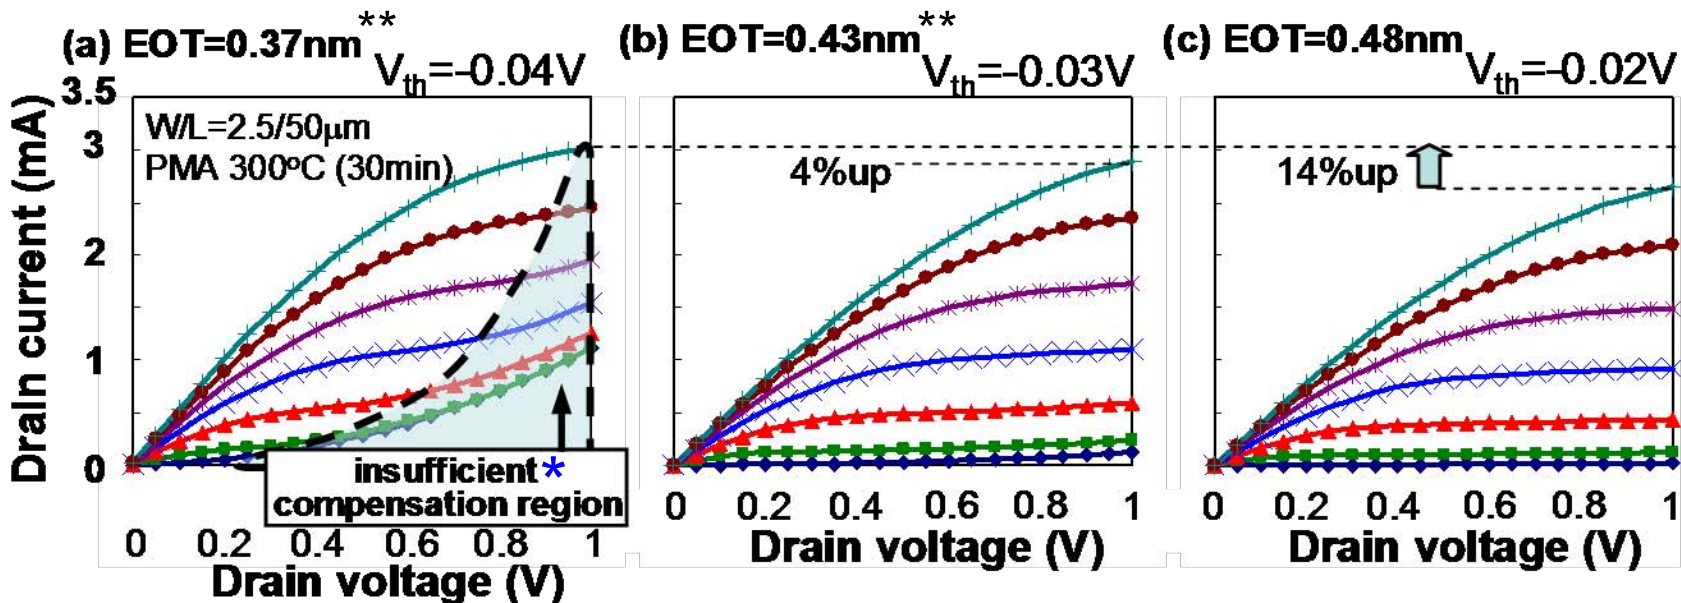 (a) EOT=0.37nm**
V_th=-0.04V
(b) EOT=0.43nm**
V_th=-0.03V
(c) EOT=0.48nm
V_th=-0.02V
Drain current (mA)
3.5
3
2
1
0
W/L=2.5/50μm
PMA 300ºC (30min)
insufficient*
compensation region
0 0.2 0.4 0.6 0.8 1
Drain voltage (V)
4%up
0 0.2 0.4 0.6 0.8 1
Drain voltage (V)
14%up
0 0.2 0.4 0.6 0.8 1
Drain voltage (V)